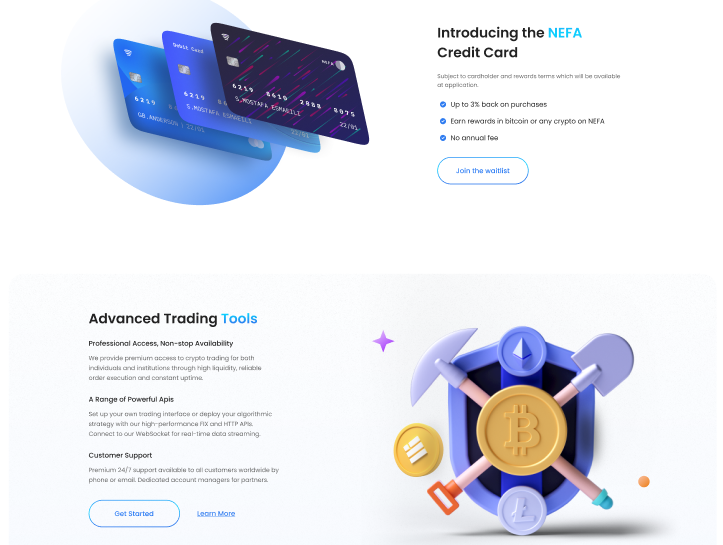 Introducing the NEFA
Credit Card
Subject to cardholder and rewards terms which will be available
at application.
Up to 3% back on purchases
Earn rewards in bitcoin or any crypto on NEFA
No annual fee
Join the waitlist
Debit Card
NEFA
6219 8610 2888 8075
S.MOSTAFA ESMAEILI
22/01
6219
S.MOSTAFA ESMAEILI
22/01
6219
GB.ANDERSON
22/01
Advanced Trading Tools
Professional Access, Non-stop Availability
We provide premium access to crypto trading for both
individuals and institutions through high liquidity, reliable
order execution and constant uptime.
A Range of Powerful Apis
Set up your own trading interface or deploy your algorithmic
strategy with our high-performance FIX and HTTP APIs.
Connect to our WebSocket for real-time data streaming.
Customer Support
Premium 24/7 support available to all customers worldwide by
phone or email. Dedicated account managers for partners.
Get Started
Learn More